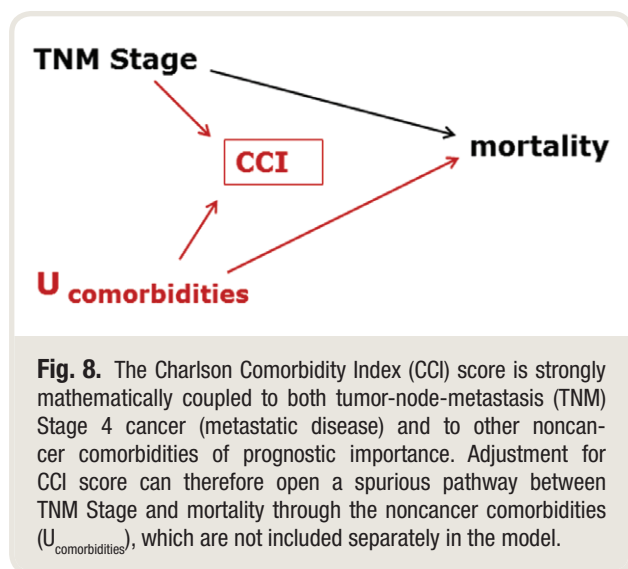 TNM Stage
CCI
mortality
U comorbidities
Fig. 8. The Charlson Comorbidity Index (CCI) score is strongly
mathematically coupled to both tumor-node-metastasis (TNM)
Stage 4 cancer (metastatic disease) and to other noncan-
cer comorbidities of prognostic importance. Adjustment for
CCI score can therefore open a spurious pathway between
TNM Stage and mortality through the noncancer comorbidities
(Ucomorbidities), which are not included separately in the model.